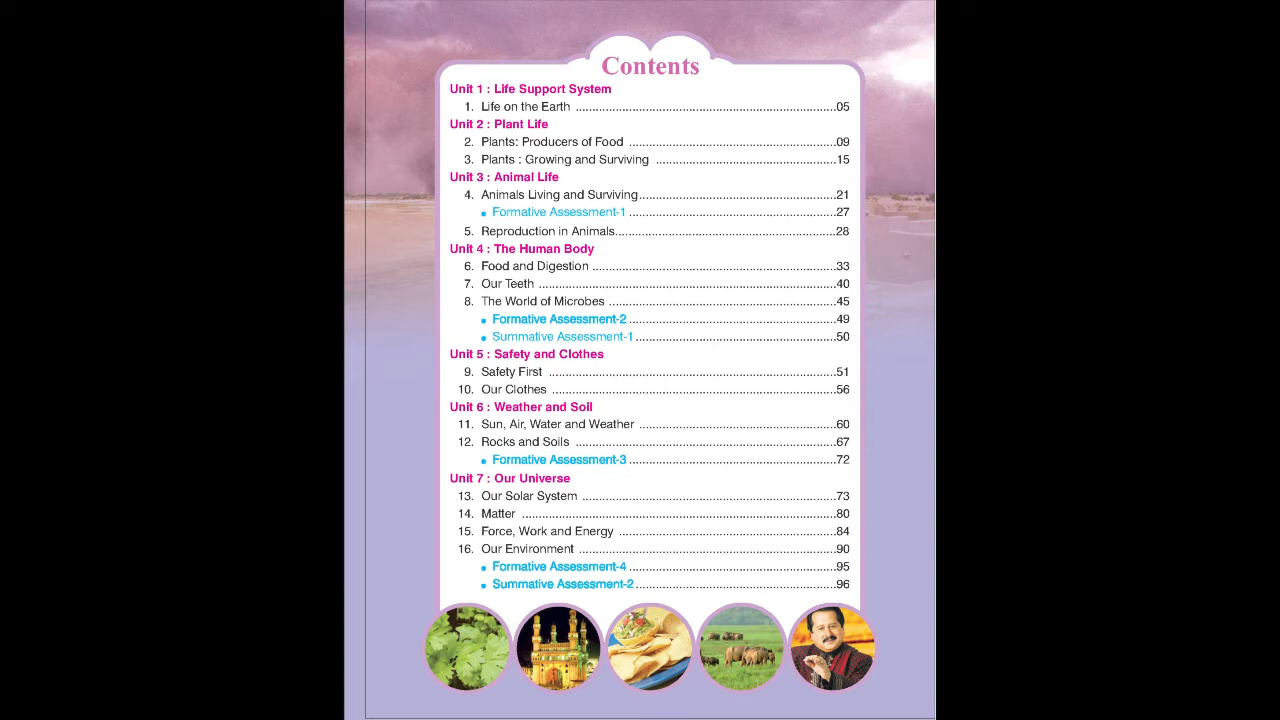 Contents
Unit 1 : Life Support System
1. Life on the Earth ................................................................................05
Unit 2 : Plant Life
2. Plants: Producers of Food ................................................................09
3. Plants : Growing and Surviving ........................................................15
Unit 3 : Animal Life
4. Animals Living and Surviving.............................................................21
• Formative Assessment-1 ................................................................27
5. Reproduction in Animals....................................................................28
Unit 4 : The Human Body
6. Food and Digestion ...........................................................................33
7. Our Teeth ...........................................................................................40
8. The World of Microbes ......................................................................45
• Formative Assessment-2 ................................................................49
• Summative Assessment-1 ..............................................................50
Unit 5 : Safety and Clothes
9. Safety First ........................................................................................51
10. Our Clothes .......................................................................................56
Unit 6 : Weather and Soil
11. Sun, Air, Water and Weather .............................................................60
12. Rocks and Soils ................................................................................67
• Formative Assessment-3 ................................................................72
Unit 7 : Our Universe
13. Our Solar System ..............................................................................73
14. Matter ................................................................................................80
15. Force, Work and Energy ...................................................................84
16. Our Environment ...............................................................................90
• Formative Assessment-4 ................................................................95
• Summative Assessment-2 ..............................................................96